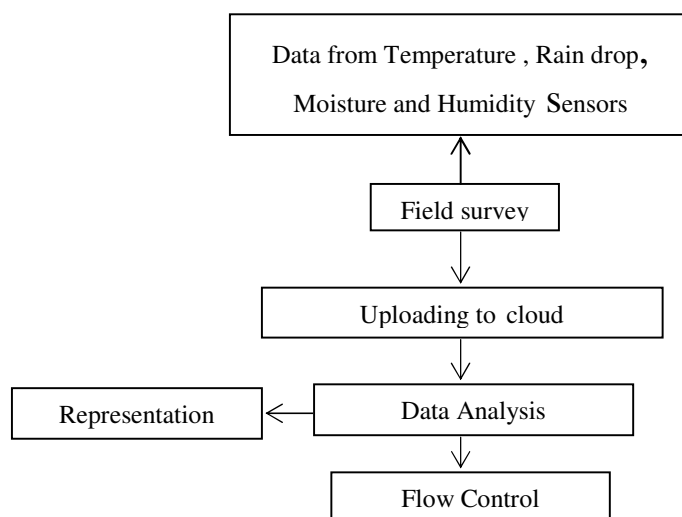 Data from Temperature , Rain drop,
Moisture and Humidity Sensors
Field survey
Uploading to cloud
Representation
Data Analysis
Flow Control